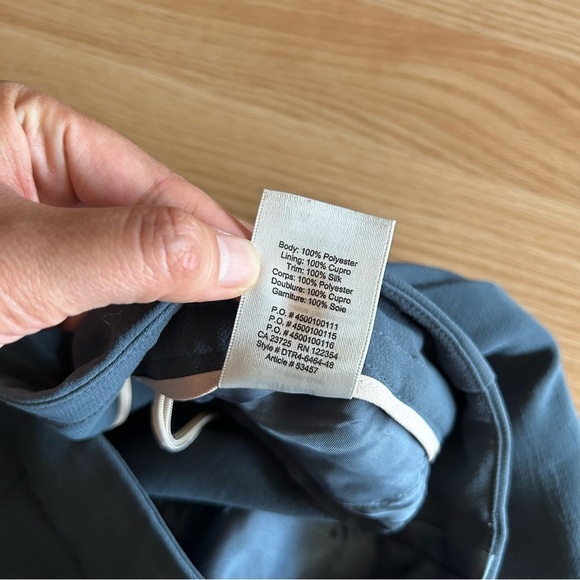 Body: 100% Polyester
Lining: 100% Cupro
Trim: 100% Silk
Corps: 100% Polyester
Doublure: 100% Cupro
Garniture: 100% Soie
P.O. # 4500100111
P.O. # 4500100115
P.O. # 4500100116
CA 23725 RN 122354
Style # DTR4-6464-48
Article # 53457